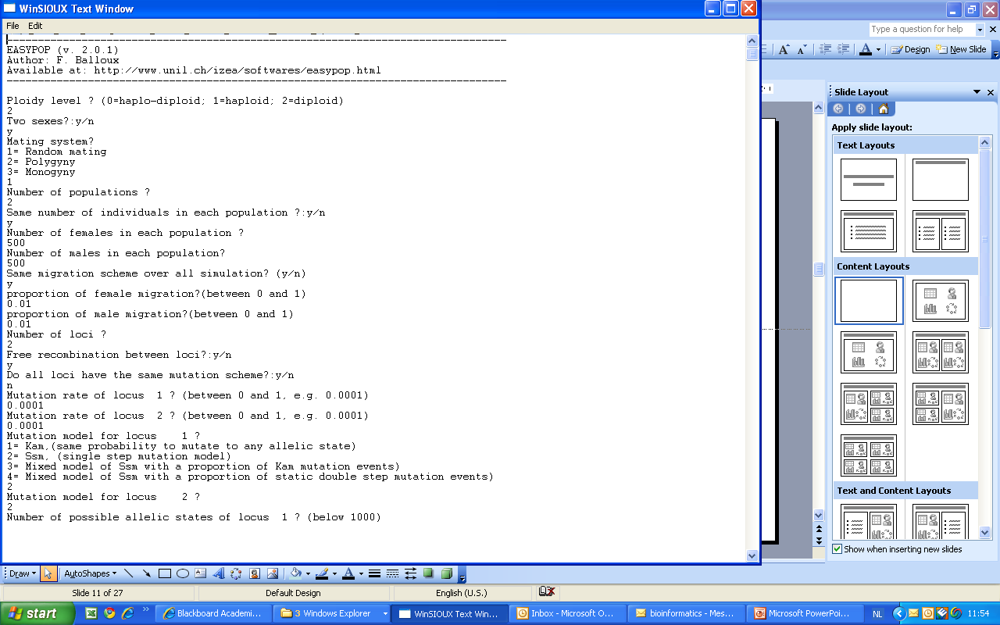 WinSIOUX Text Window
File Edit
EASYPOP (v. 2.0.1)
Author: F. Balloux
Available at: http://www.unil.ch/izea/softwares/easypop.html
Ploidy level ? (0=haplo-diploid; 1=haploid; 2=diploid)
2
Two sexes?:y/n
y
Mating system?
1= Random mating
2= Polygyny
3= Monogyny
1
Number of populations ?
2
Same number of individuals in each population ?:y/n
y
Number of females in each population ?
500
Number of males in each population?
500
Same migration scheme over all simulation? (y/n)
y
proportion of female migration?(between 0 and 1)
0.01
proportion of male migration?(between 0 and 1)
0.01
Number of loci ?
2
Free recombination between loci?:y/n
y
Do all loci have the same mutation scheme?:y/n
n
Mutation rate of locus 1 ? (between 0 and 1, e.g. 0.0001)
0.0001
Mutation rate of locus 2 ? (between 0 and 1, e.g. 0.0001)
0.0001
Mutation model for locus 1 ?
1= Kam,(same probability to mutate to any allelic state)
2= Ssm, (single step mutation model)
3= Mixed model of Ssm with a proportion of Kam mutation events)
4= Mixed model of Ssm with a proportion of static double step mutation events)
2
Mutation model for locus 2 ?
2
Number of possible allelic states of locus 1 ? (below 1000)
Type a question for help
Design New Slide
Slide Layout
Apply slide layout:
Text Layouts
Content Layouts
Text and Content Layouts
Show when inserting new slides
Draw AutoShapes
Slide 11 of 27 Default Design English (U.S.)
start Blackboard Academi... 3 Windows Explorer WinSIOUX Text Win... Inbox - Microsoft O... bioinformatics - Mes... Microsoft PowerPoi... NL 11:54